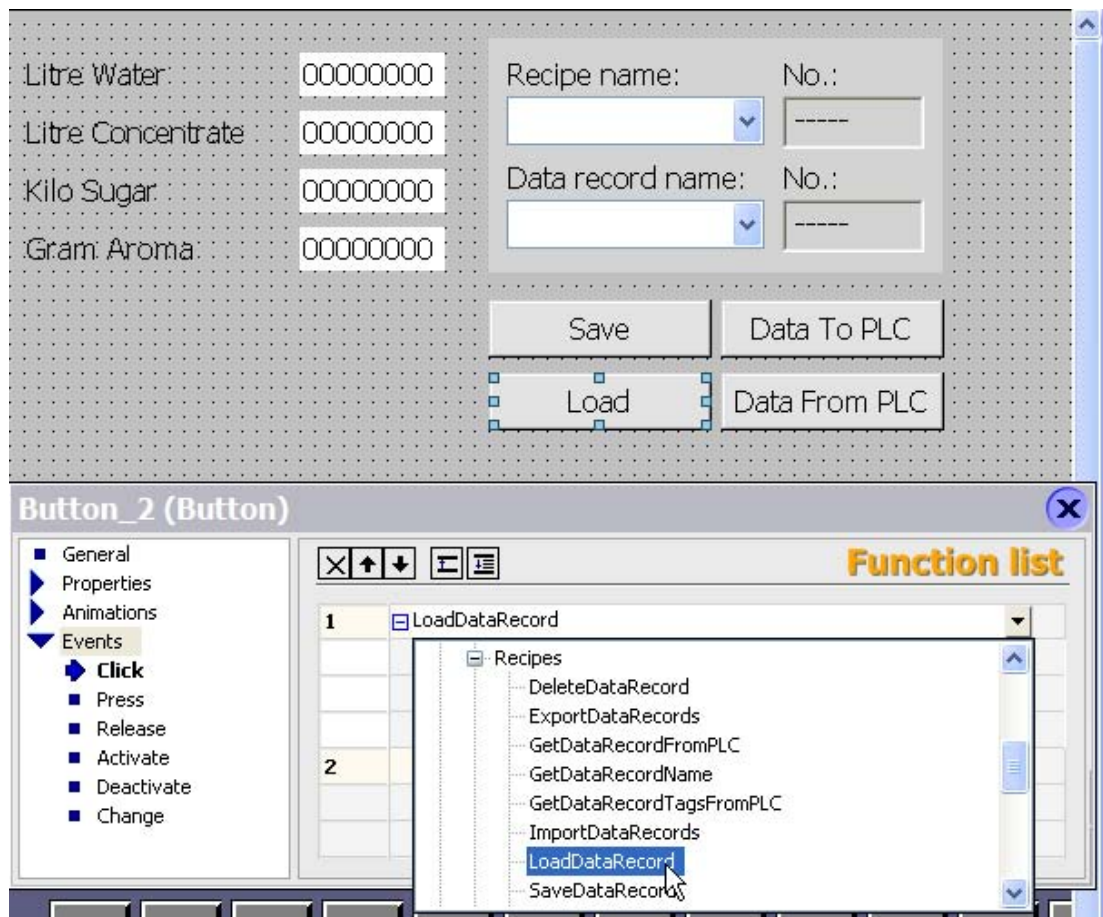 Litre Water
00000000
Litre Concentrate
00000000
Kilo Sugar
00000000
Gram Aroma
00000000
Recipe name:
No.:
-----
Data record name:
No.:
-----
Save
Data To PLC
Load
Data From PLC
Button_2 (Button)
General
Properties
Animations
Events
Click
Press
Release
Activate
Deactivate
Change
Function list
1 LoadDataRecord
Recipes
DeleteDataRecord
ExportDataRecords
GetDataRecordFromPLC
GetDataRecordName
GetDataRecordTagsFromPLC
ImportDataRecords
LoadDataRecord
SaveDataRecord
2